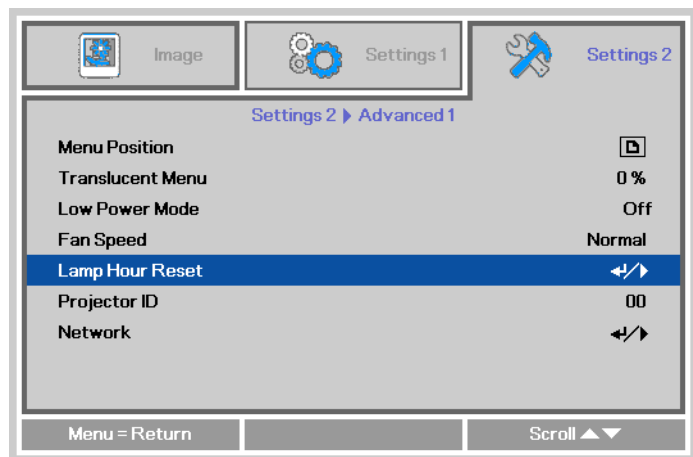 Image Settings 1 Settings 2
Settings 2 ▶ Advanced 1
Menu Position
Translucent Menu 0 %
Low Power Mode Off
Fan Speed Normal
Lamp Hour Reset ↵/▶
Projector ID 00
Network ↵/▶
Menu = Return Scroll ▲▼